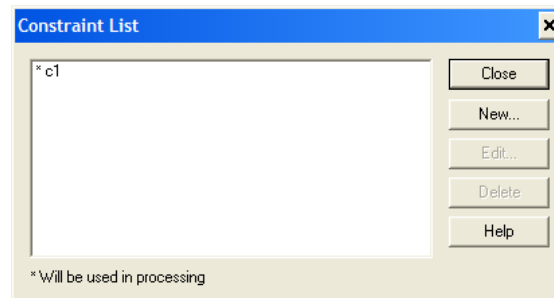 Constraint List
* c1
Close
New...
Edit...
Delete
Help
* Will be used in processing